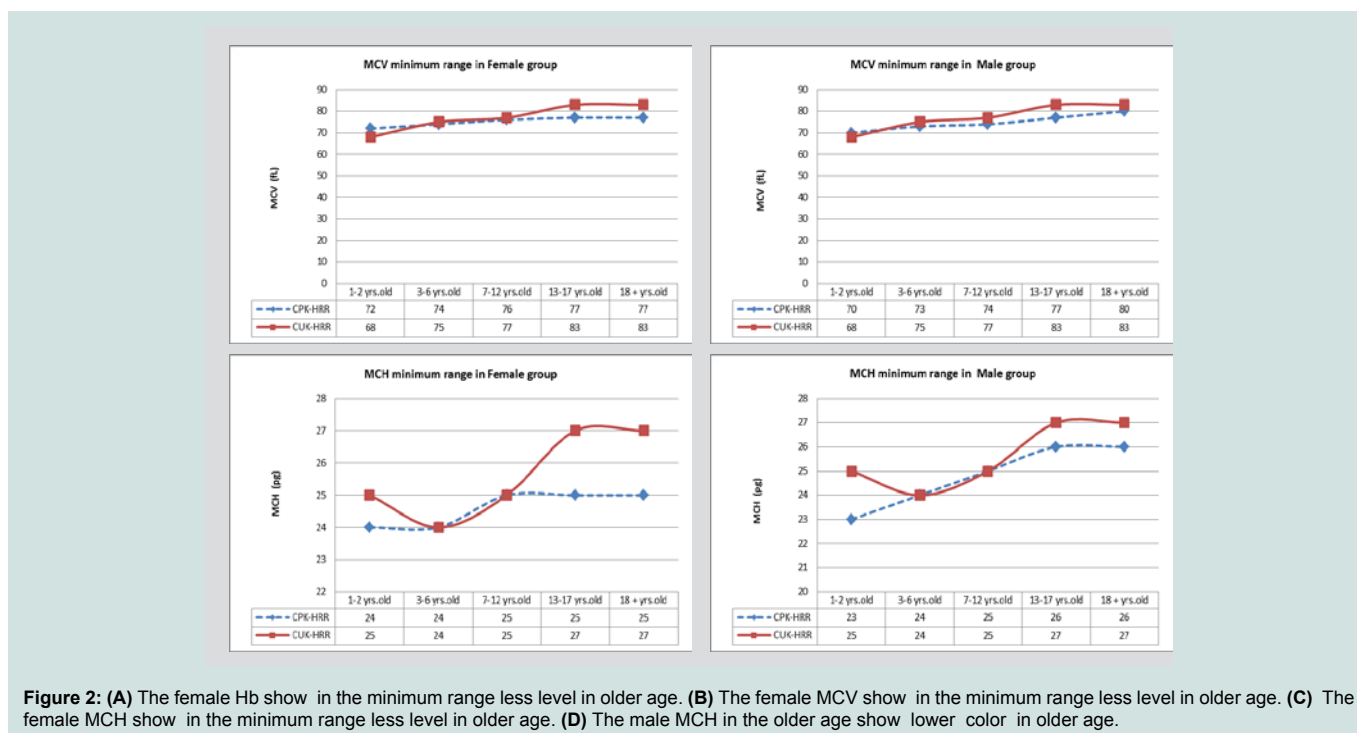 MCV minimum range in Female group
90
80
70
60
50
40
30
20
10
0
MCV (fL)
1-2 yrs.old 3-6 yrs.old 7-12 yrs.old 13-17 yrs.old 18 + yrs.old
CPK-HRR 72 74 76 77 77
CUK-HRR 68 75 77 83 83
MCV minimum range in Male group
90
80
70
60
50
40
30
20
10
0
MCV (fL)
1-2 yrs.old 3-6 yrs.old 7-12 yrs.old 13-17 yrs.old 18 + yrs.old
CPK-HRR 70 73 74 77 80
CUK-HRR 68 75 77 83 83
MCH minimum range in Female group
28
27
26
25
24
23
22
MCH (pg)
1-2 yrs.old 3-6 yrs.old 7-12 yrs.old 13-17 yrs.old 18 + yrs.old
CPK-HRR 24 24 25 25 25
CUK-HRR 25 24 25 27 27
MCH minimum range in Male group
28
27
26
25
24
23
22
21
20
MCH (pg)
1-2 yrs.old 3-6 yrs.old 7-12 yrs.old 13-17 yrs.old 18 + yrs.old
CPK-HRR 23 24 25 26 26
CUK-HRR 25 24 25 27 27
Figure 2: (A) The female Hb show in the minimum range less level in older age. (B) The female MCV show in the minimum range less level in older age. (C) The
female MCH show in the minimum range less level in older age. (D) The male MCH in the older age show lower color in older age.